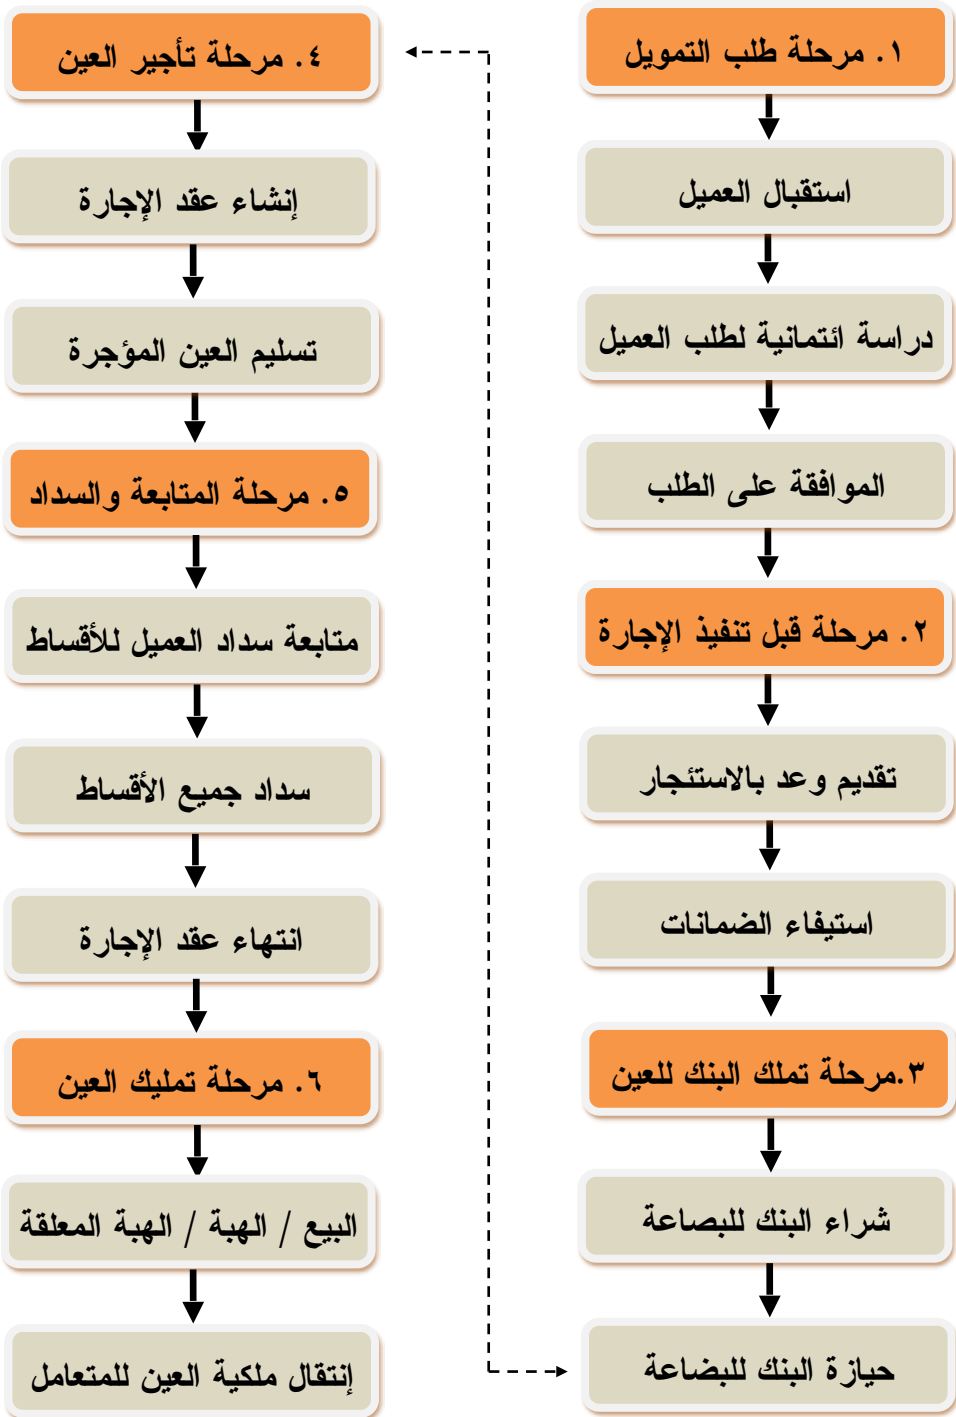 ١. مرحلة طلب التمويل
استقبال العميل
دراسة ائتمانية لطلب العميل
الموافقة على الطلب
٢. مرحلة قبل تنفيذ الإجارة
تقديم وعد بالاستئجار
استيفاء الضمانات
٣.مرحلة تملك البنك للعين
شراء البنك للبصاعة
حيازة البنك للبضاعة
٤. مرحلة تأجير العين
إنشاء عقد الإجارة
تسليم العين المؤجرة
٥. مرحلة المتابعة والسداد
متابعة سداد العميل للأقساط
سداد جميع الأقساط
انتهاء عقد الإجارة
٦. مرحلة تمليك العين
البيع / الهبة / الهبة المعلقة
إنتقال ملكية العين للمتعامل